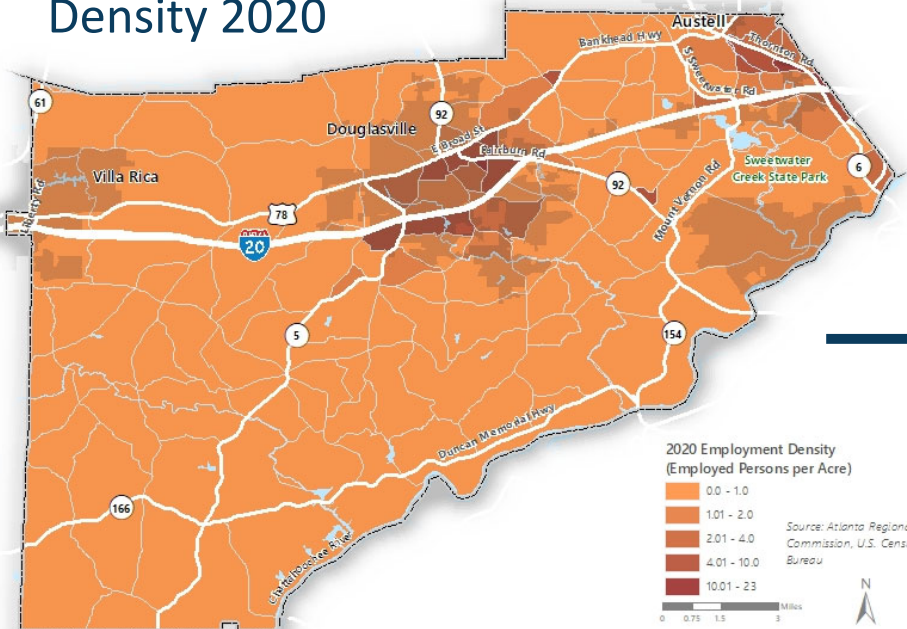 Density 2020
Austell
Bankhead Hwy
Thornton Rd
S Sweetwater Rd
61
92
Douglasville
E Broad St
Fairburn Rd
Villa Rica
Sweetwater
Creek State Park
6
92
Liberty Rd
Mount Vernon Rd
78
20
5
154
Duncan Memorial Hwy
166
Chattahoochee River
2020 Employment Density
(Employed Persons per Acre)
0.0 - 1.0
1.01 - 2.0
2.01 - 4.0
4.01 - 10.0
10.01 - 23
Source: Atlanta Regional
Commission, U.S. Cens
Bureau
N
Miles
0 0.75 1.5 3